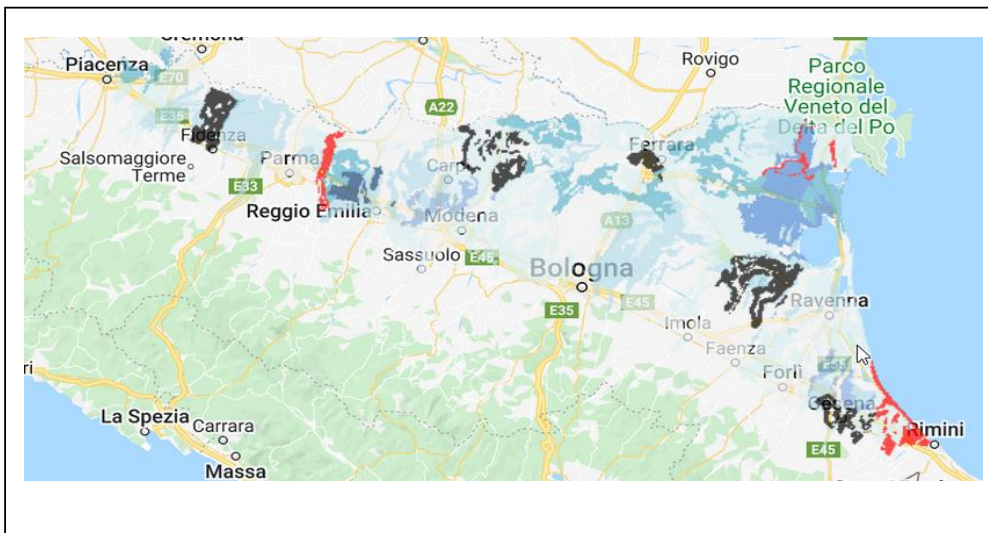 Cremona
Piacenza
E70
Rovigo
Parco
Regionale
Veneto del
Delta del Po
A22
E35
Fidenza
Salsomaggiore
Terme
Parma
E33
Carpi
Ferrara
Reggio Emilia
Modena
A13
Sassuolo
E45
Bologna
E35
E45
Ravenna
Imola
Faenza
Forlì
Cesena
La Spezia
Carrara
Massa
Rimini
E45